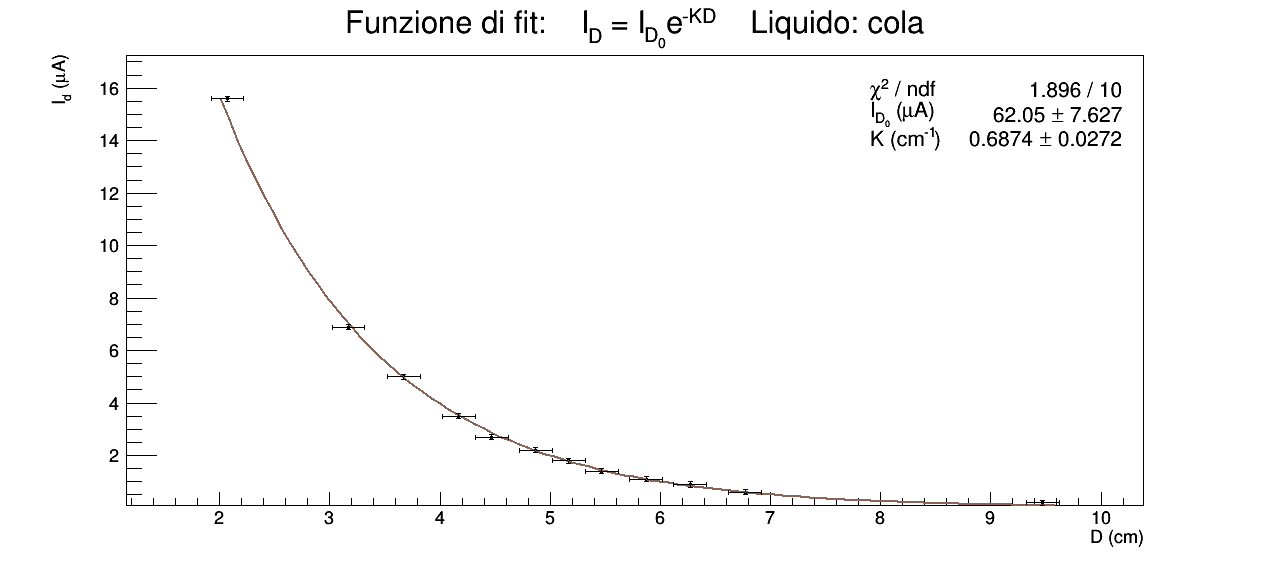 Funzione di fit: I_D = I_D₀e^-KD Liquido: cola
I_d (μA)
χ² / ndf 1.896 / 10
I_D₀ (μA) 62.05 ± 7.627
K (cm⁻¹) 0.6874 ± 0.0272
16
14
12
10
8
6
4
2
2 3 4 5 6 7 8 9 10
D (cm)